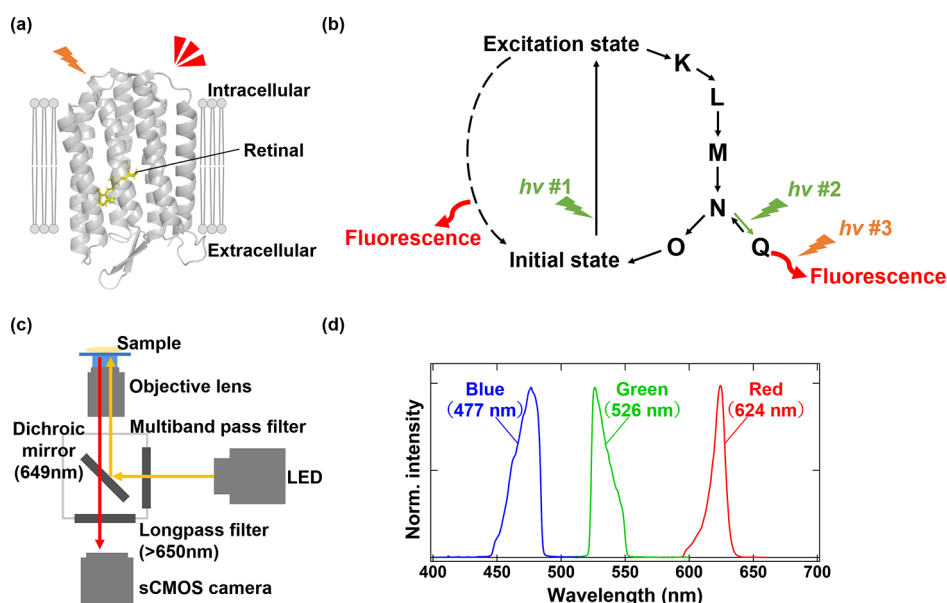 (a)
Intracellular
Retinal
Extracellular
(b)
Excitation state
K
L
M
N
O
Q
hv #1
hv #2
hv #3
Fluorescence
Initial state
Fluorescence
(c)
Sample
Objective lens
Multiband pass filter
Dichroic
mirror
(649nm)
LED
Longpass filter
(>650nm)
sCMOS camera
(d)
Norm. intensity
Blue
(477 nm)
Green
(526 nm)
Red
(624 nm)
400
450
500
550
600
650
700
Wavelength (nm)